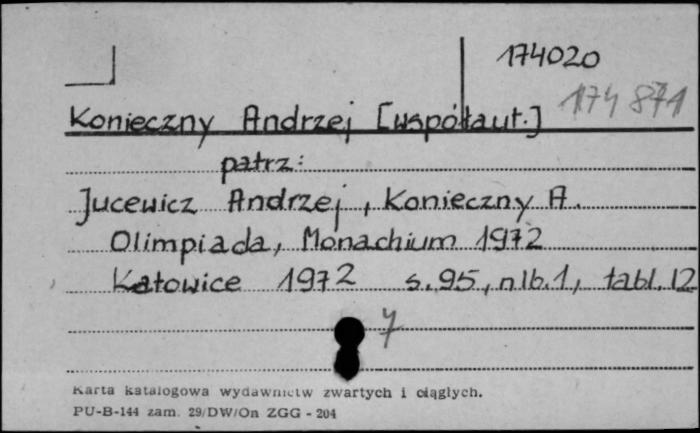 174020
174 871
Konieczny Andrzej [współaut.]
patrz:
Jucewicz Andrzej, Konieczny A.
Olimpiada, Monachium 1972
Katowice 1972 s. 95, nlb. 1, tabl. 12
Karta katalogowa wydawnictw zwartych i ciągłych.
PU-B-144 zam. 29/DW/On ZGG - 204